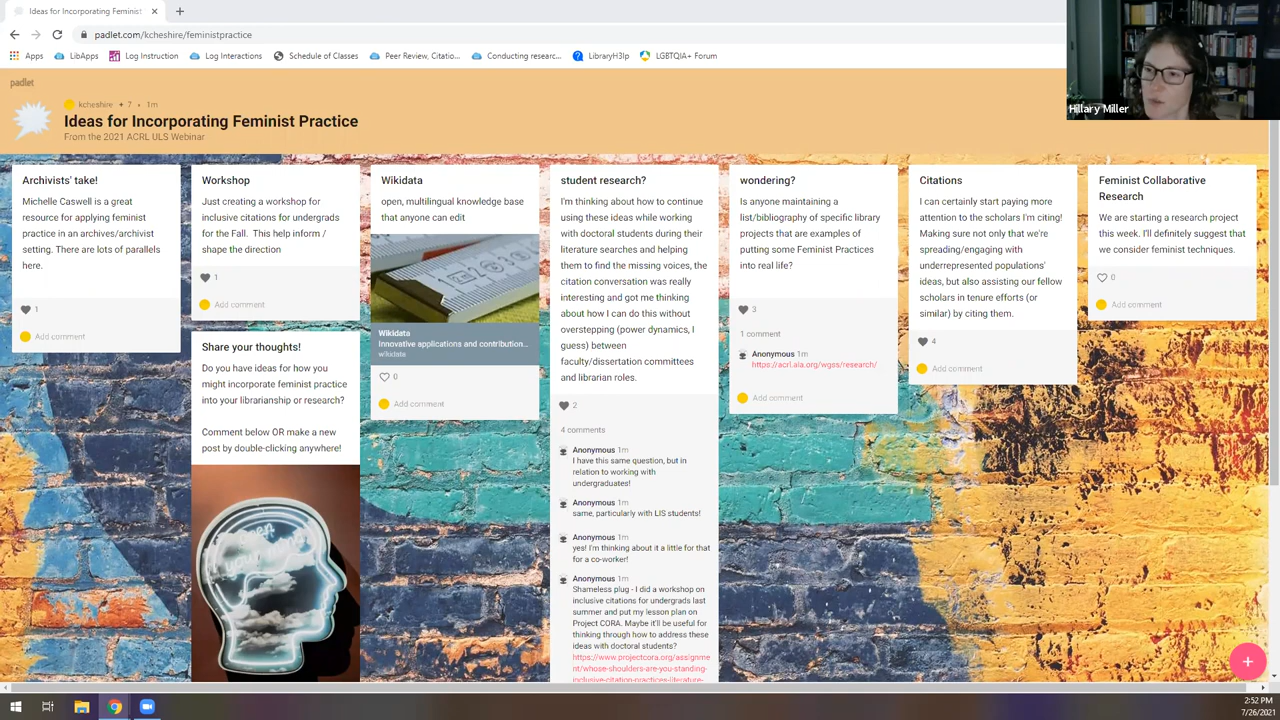 Ideas for Incorporating Feminist
padlet.com/kcheshire/feministpractice
Apps LibApps Log Instruction Log Interactions Schedule of Classes Peer Review, Citatio... Conducting researc... LibraryH3lp LGBTQIA+ Forum
Hillary Miller
padlet
kcheshire + 7 • 1m
Ideas for Incorporating Feminist Practice
From the 2021 ACRL ULS Webinar
Archivists' take!
Michelle Caswell is a great
resource for applying feminist
practice in an archives/archivist
setting. There are lots of parallels
here.
1
Add comment
Workshop
Just creating a workshop for
inclusive citations for undergrads
for the Fall. This help inform /
shape the direction
1
Add comment
Share your thoughts!
Do you have ideas for how you
might incorporate feminist practice
into your librarianship or research?
Comment below OR make a new
post by double-clicking anywhere!
Wikidata
open, multilingual knowledge base
that anyone can edit
Wikidata
Innovative applications and contribution...
wikidata
0
Add comment
student research?
I'm thinking about how to continue
using these ideas while working
with doctoral students during their
literature searches and helping
them to find the missing voices, the
citation conversation was really
interesting and got me thinking
about how I can do this without
overstepping (power dynamics, I
guess) between
faculty/dissertation committees
and librarian roles.
2
4 comments
Anonymous 1m
I have this same question, but in
relation to working with
undergraduates!
Anonymous 1m
same, particularly with LIS students!
Anonymous 1m
yes! I'm thinking about it a little for that
for a co-worker!
Anonymous 1m
Shameless plug - I did a workshop on
inclusive citations for undergrads last
summer and put my lesson plan on
Project CORA. Maybe it'll be useful for
thinking through how to address these
ideas with doctoral students?
https://www.projectcora.org/assignme
nt/whose-shoulders-are-you-standing-
inclusive-citation-practices-literature-
wondering?
Is anyone maintaining a
list/bibliography of specific library
projects that are examples of
putting some Feminist Practices
into real life?
3
1 comment
Anonymous 1m
https://acrl.ala.org/wgss/research/
Add comment
Citations
I can certainly start paying more
attention to the scholars I'm citing!
Making sure not only that we're
spreading/engaging with
underrepresented populations'
ideas, but also assisting our fellow
scholars in tenure efforts (or
similar) by citing them.
4
Add comment
Feminist Collaborative
Research
We are starting a research project
this week. I'll definitely suggest that
we consider feminist techniques.
0
Add comment
2:52 PM
7/26/2021